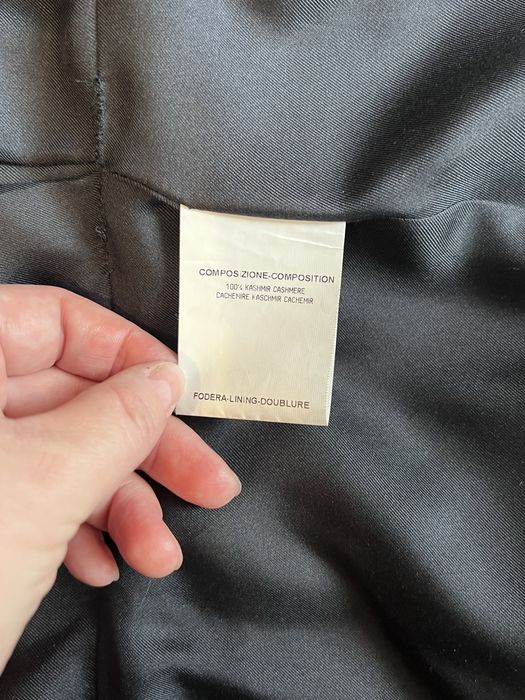 COMPOSIZIONE-COMPOSITION
100% KASHMIR CASHMERE
CACHEMIRE KASCHMIR CACHEMIR
FODERA-LINING-DOUBLURE